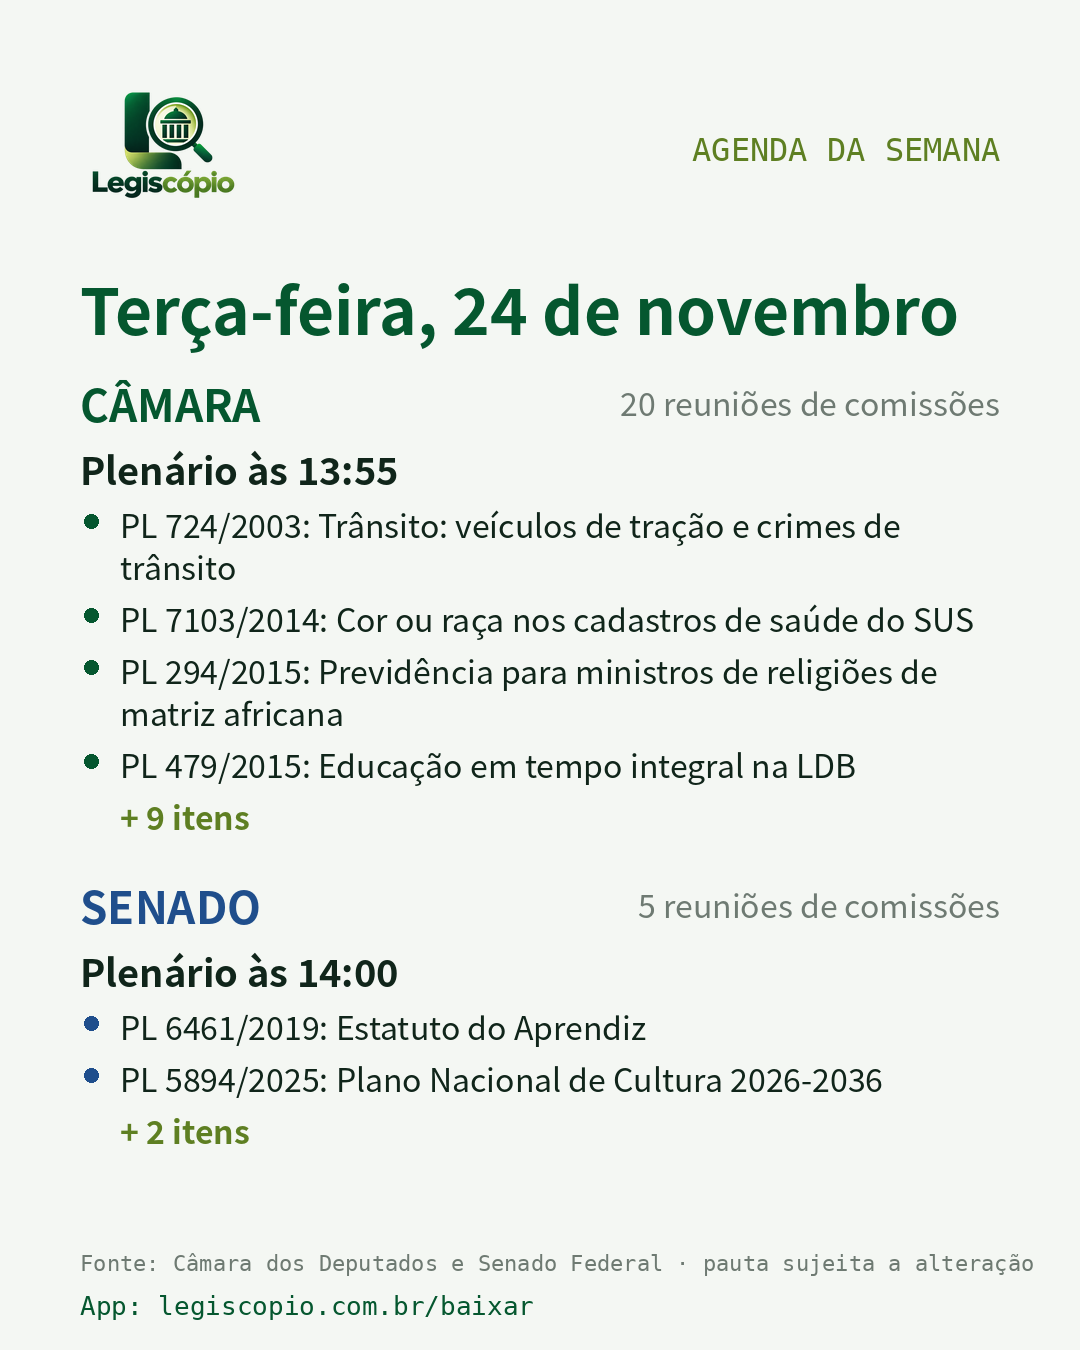 Legiscópio
AGENDA DA SEMANA
Terça-feira, 24 de novembro
CÂMARA
20 reuniões de comissões
Plenário às 13:55
PL 724/2003: Trânsito: veículos de tração e crimes de
trânsito
PL 7103/2014: Cor ou raça nos cadastros de saúde do SUS
PL 294/2015: Previdência para ministros de religiões de
matriz africana
PL 479/2015: Educação em tempo integral na LDB
+ 9 itens
SENADO
5 reuniões de comissões
Plenário às 14:00
PL 6461/2019: Estatuto do Aprendiz
PL 5894/2025: Plano Nacional de Cultura 2026-2036
+ 2 itens
Fonte: Câmara dos Deputados e Senado Federal · pauta sujeita a alteração
App: legiscopio.com.br/baixar